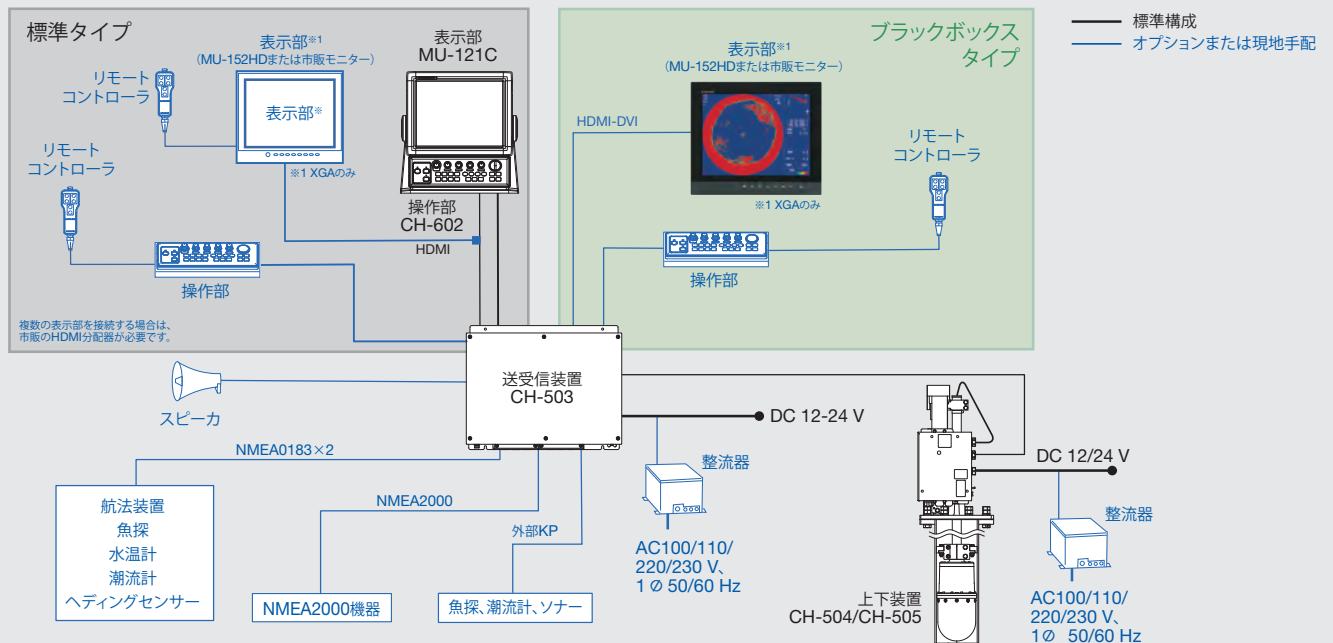 標準タイプ
表示部※1
(MU-152HDまたは市販モニター)
リモート
コントローラ
表示部※
※1 XGAのみ
表示部
MU-121C
リモート
コントローラ
操作部
CH-602
HDMI
操作部
複数の表示部を接続する場合は、
市販のHDMI分配器が必要です。
ブラックボックス
タイプ
表示部※1
(MU-152HDまたは市販モニター)
HDMI-DVI
※1 XGAのみ
リモート
コントローラ
操作部
標準構成
オプションまたは現地手配
送受信装置
CH-503
スピーカ
DC 12-24 V
整流器
AC100/110/
220/230 V、
1 ∅ 50/60 Hz
NMEA0183×2
航法装置
魚探
水温計
潮流計
ヘディングセンサー
NMEA2000
NMEA2000機器
外部KP
魚探、潮流計、ソナー
DC 12/24 V
整流器
上下装置
CH-504/CH-505
AC100/110/
220/230 V、
1∅ 50/60 Hz